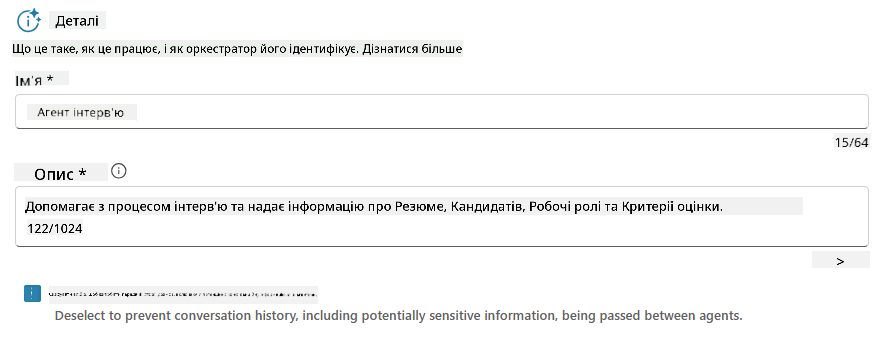 Деталі
Що це таке, як це працює, і як оркестратор його ідентифікує. Дізнатися більше
Ім'я *
Агент інтерв'ю
15/64
Опис *
Допомагає з процесом інтерв'ю та надає інформацію про Резюме, Кандидатів, Робочі ролі та Критерії оцінки.
122/1024
>
Deselect to prevent conversation history, including potentially sensitive information, being passed between agents.